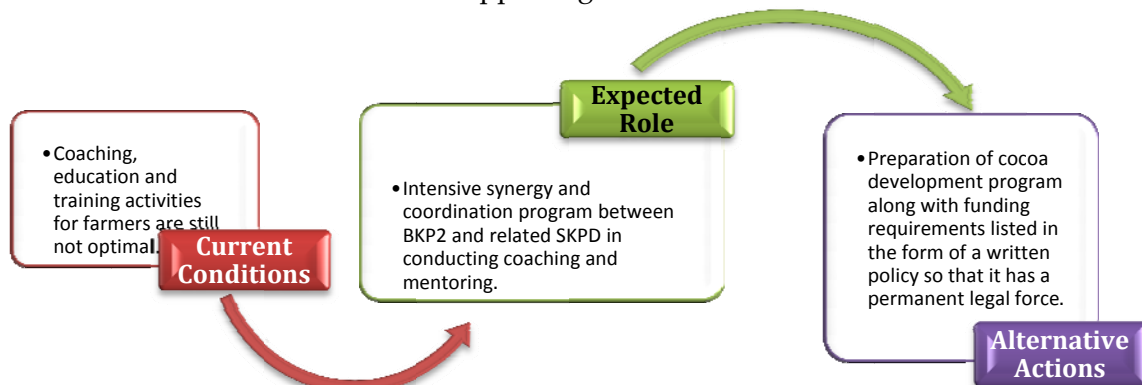 •Coaching,
education and
training activities
for farmers are still
not optimal.
Current
Conditions
Expected
Role
•Intensive synergy and
coordination program between
BKP2 and related SKPD in
conducting coaching and
mentoring.
•Preparation of cocoa
development program
along with funding
requirements listed in
the form of a written
policy so that it has a
permanent legal force.
Alternative
Actions